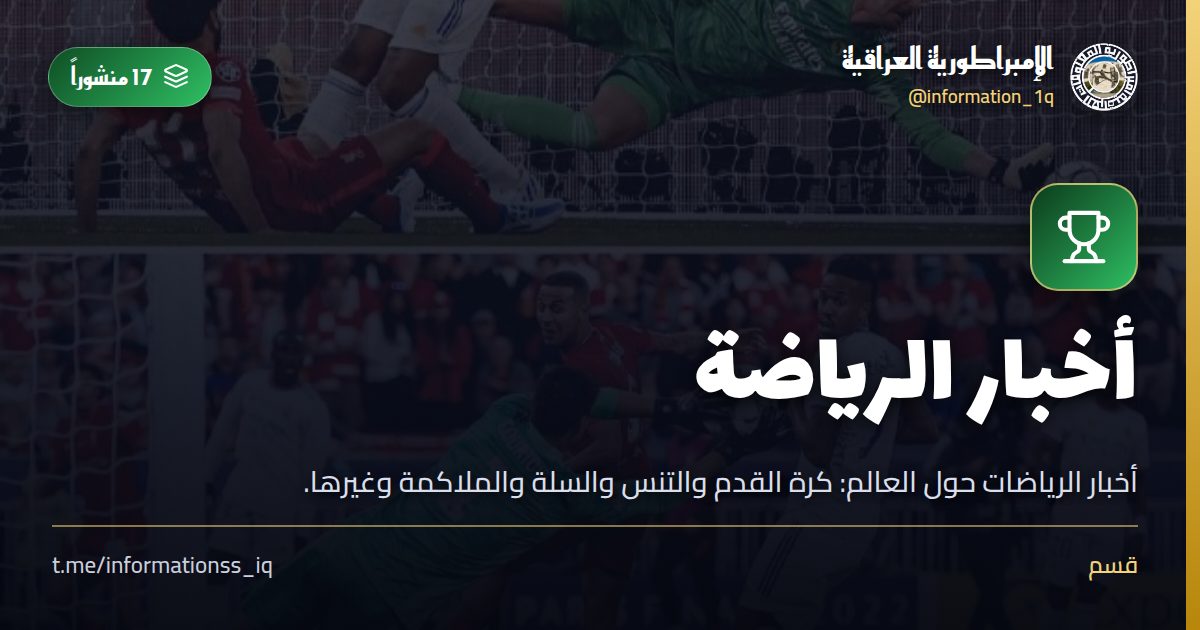 الإمبراطورية العراقية
@information_1q
17 منشوراً
أخبار الرياضة
أخبار الرياضات حول العالم: كرة القدم والتنس والسلة والملاكمة وغيرها.
قسم
t.me/informationss_iq